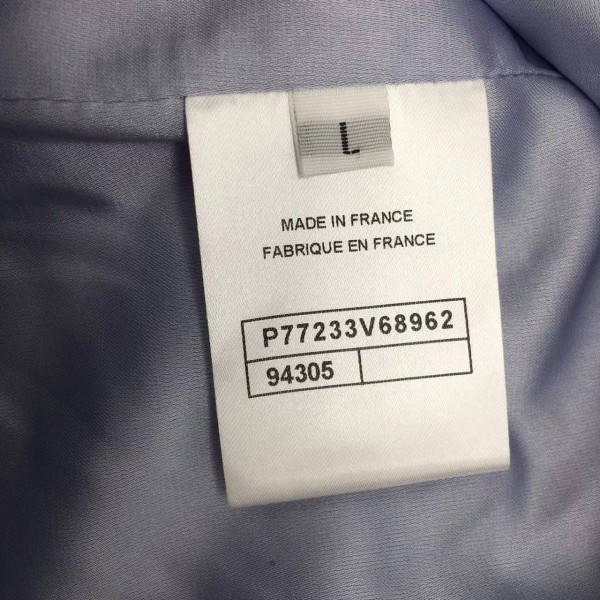 L
MADE IN FRANCE
FABRIQUE EN FRANCE
P77233V68962
94305